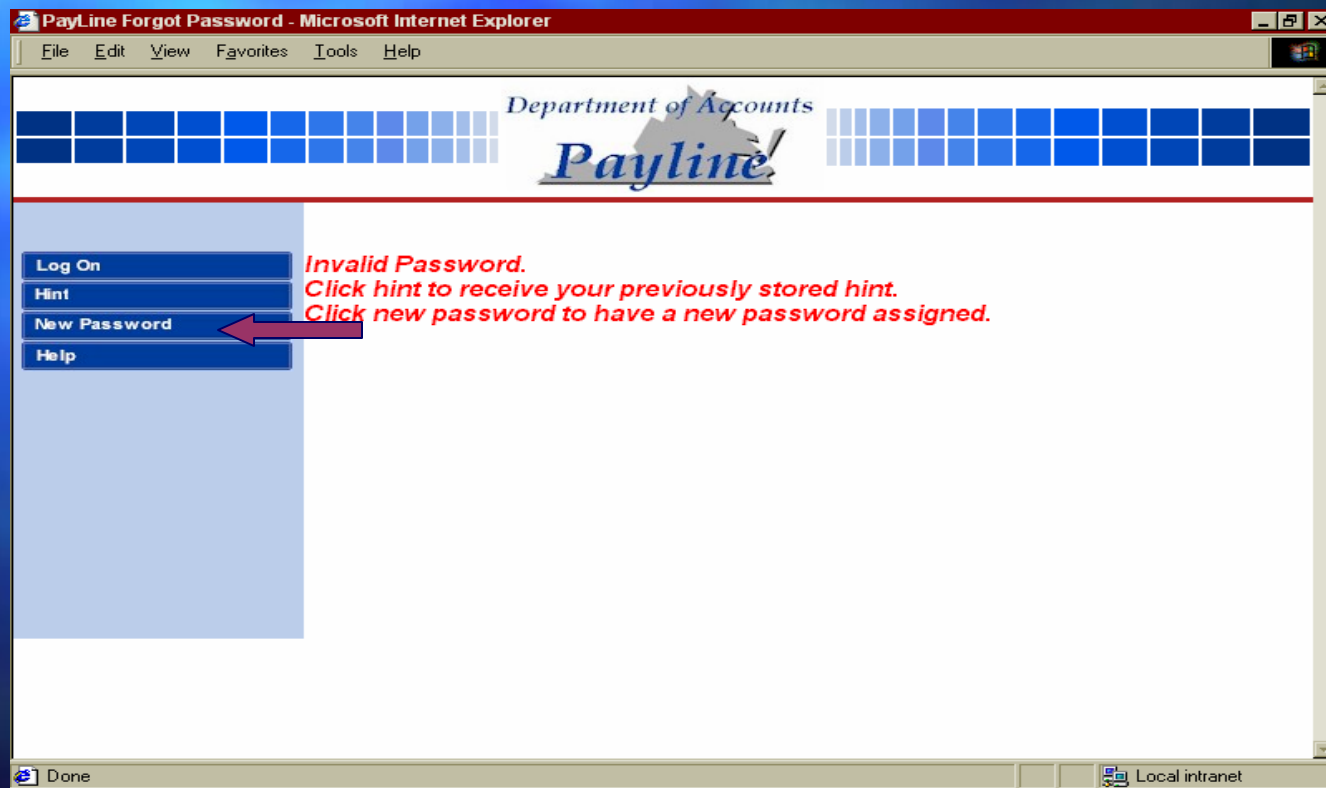 PayLine Forgot Password - Microsoft Internet Explorer
File Edit View Favorites Tools Help
Department of Accounts
Payline
Log On
Hint
New Password
Help
Invalid Password.
Click hint to receive your previously stored hint.
Click new password to have a new password assigned.
Done
Local intranet